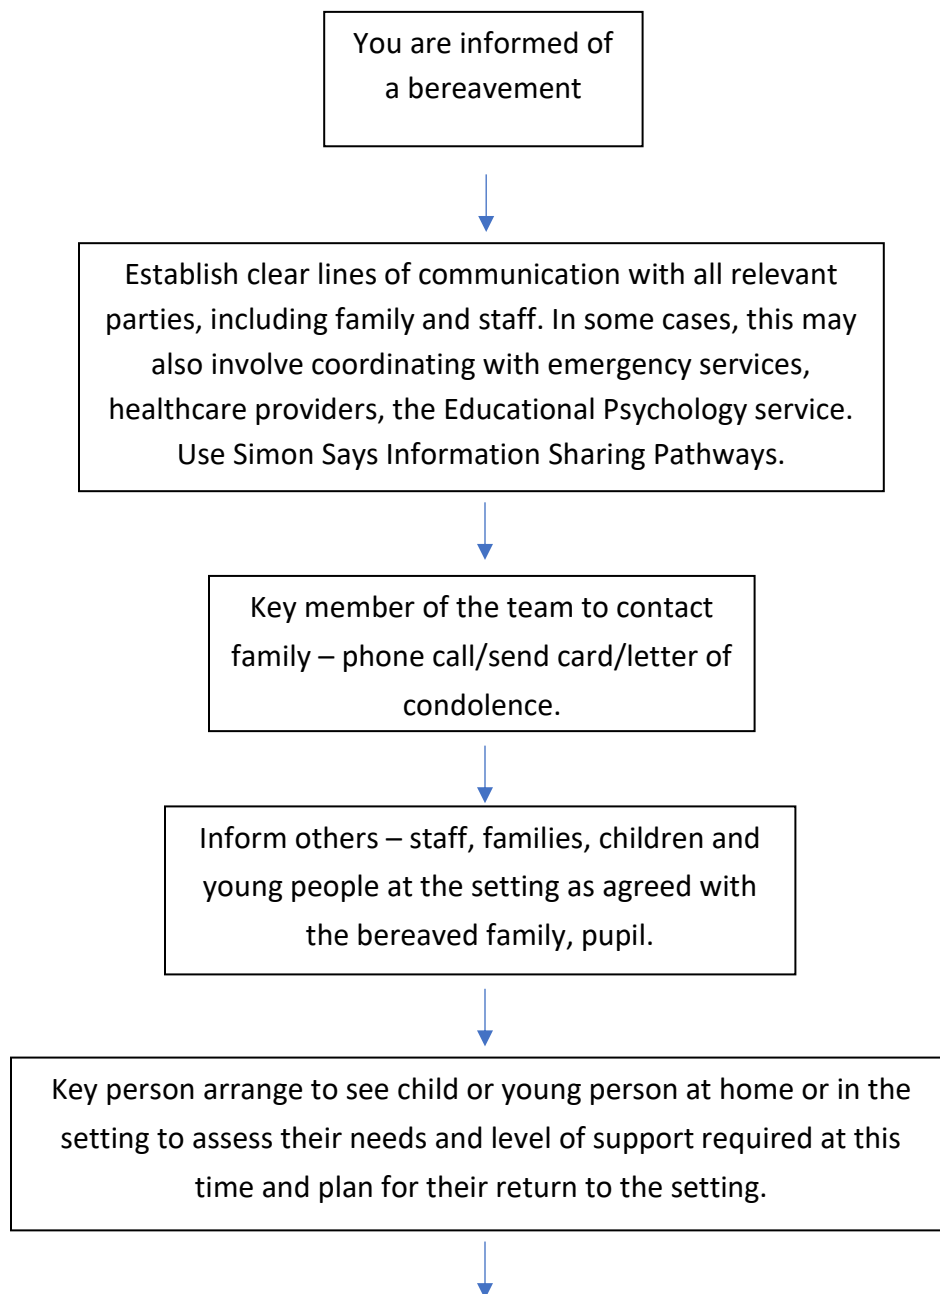 You are informed of
a bereavement
Establish clear lines of communication with all relevant
parties, including family and staff. In some cases, this may
also involve coordinating with emergency services,
healthcare providers, the Educational Psychology service.
Use Simon Says Information Sharing Pathways.
Key member of the team to contact
family – phone call/send card/letter of
condolence.
Inform others – staff, families, children and
young people at the setting as agreed with
the bereaved family, pupil.
Key person arrange to see child or young person at home or in the
setting to assess their needs and level of support required at this
time and plan for their return to the setting.